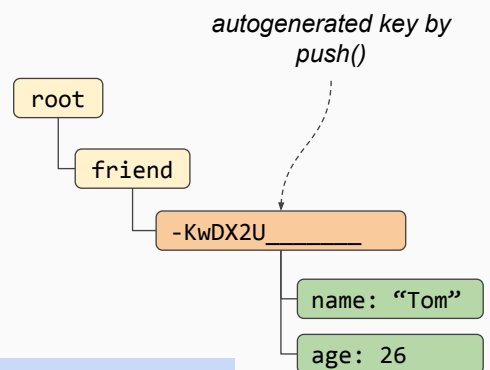 autogenerated key by
push()
root
friend
-KwDX2U_______
name: “Tom”
age: 26